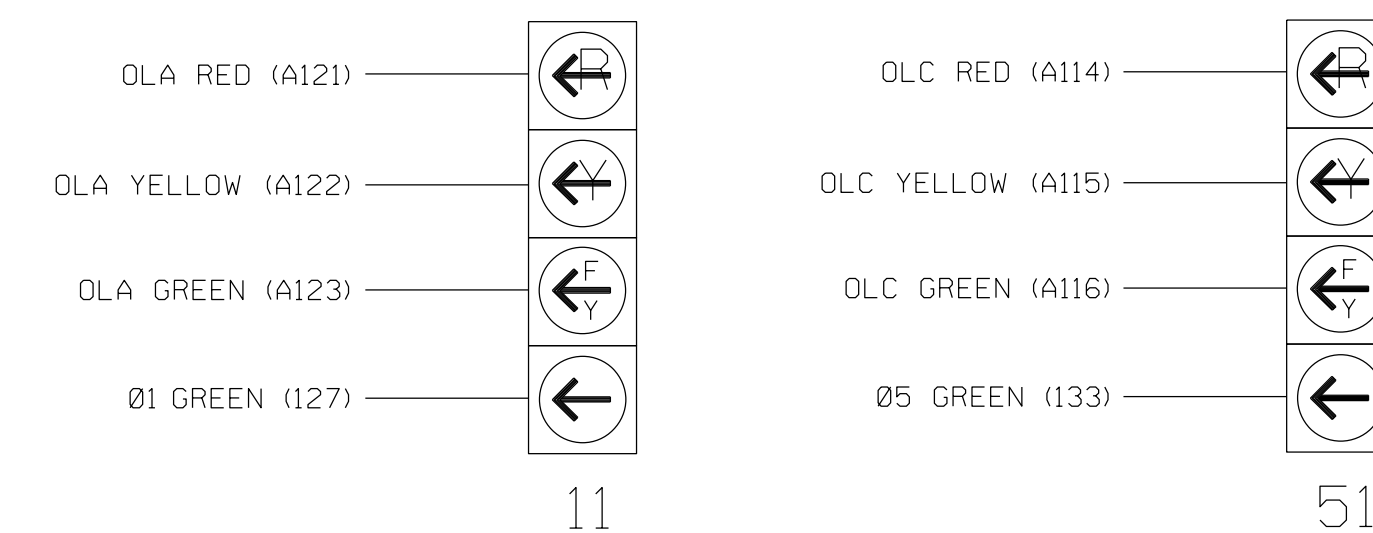 OLA RED (A121)
R
OLA YELLOW (A122)
Y
OLA GREEN (A123)
F
Y
Ø1 GREEN (127)
11
OLC RED (A114)
R
OLC YELLOW (A115)
Y
OLC GREEN (A116)
F
Y
Ø5 GREEN (133)
51